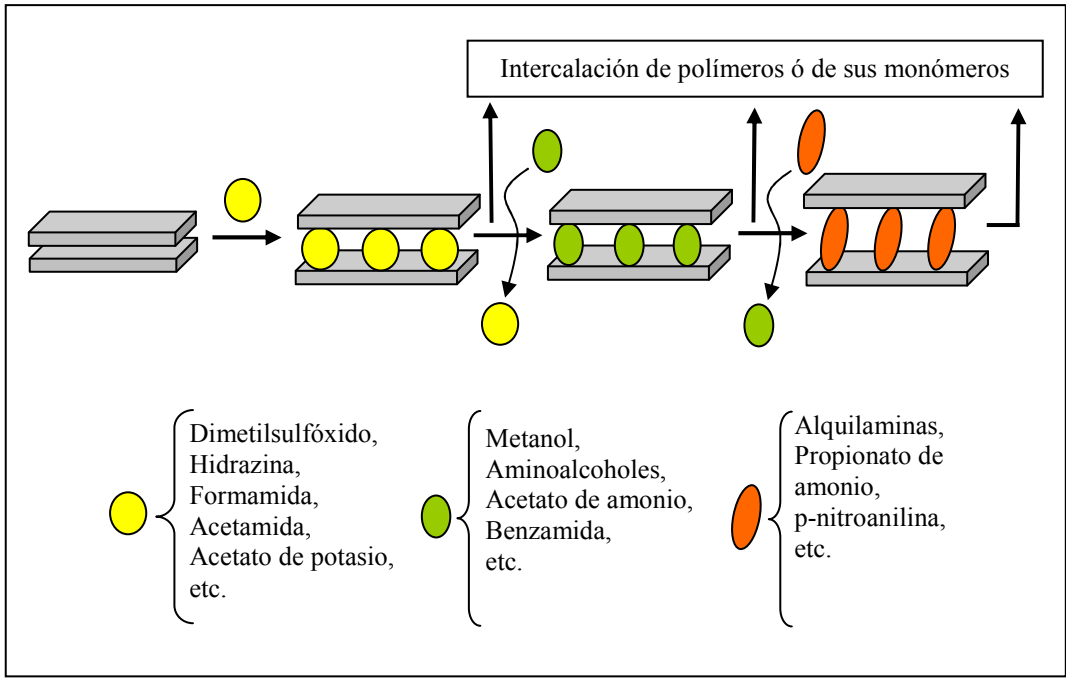 Intercalación de polímeros ó de sus monómeros
Dimetilsulfóxido,
Hidrazina,
Formamida,
Acetamida,
Acetato de potasio,
etc.
Metanol,
Aminoalcoholes,
Acetato de amonio,
Benzamida,
etc.
Alquilaminas,
Propionato de
amonio,
p-nitroanilina,
etc.